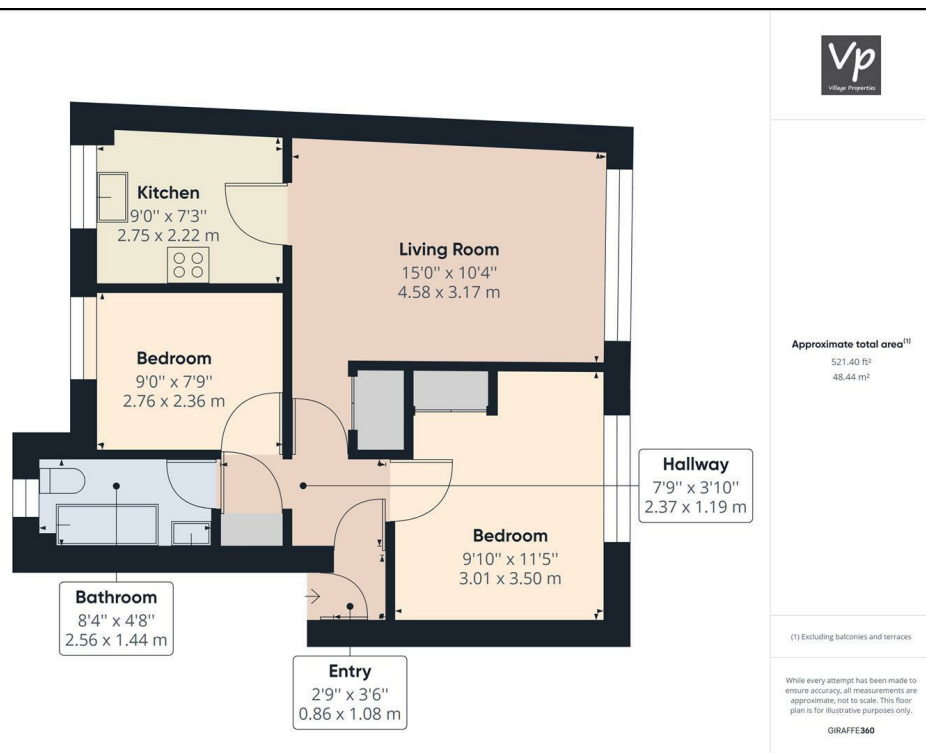 Kitchen
9'0'' x 7'3''
2.75 x 2.22 m
Living Room
15'0'' x 10'4''
4.58 x 3.17 m
Bedroom
9'0'' x 7'9''
2.76 x 2.36 m
Hallway
7'9'' x 3'10''
2.37 x 1.19 m
Bedroom
9'10'' x 11'5''
3.01 x 3.50 m
Bathroom
8'4'' x 4'8''
2.56 x 1.44 m
Entry
2'9'' x 3'6''
0.86 x 1.08 m
Vp
Village Properties
Approximate total area(1)
521.40 ft²
48.44 m²
(1) Excluding balconies and terraces
While every attempt has been made to
ensure accuracy, all measurements are
approximate, not to scale. This floor
plan is for illustrative purposes only.
GIRAFFE360